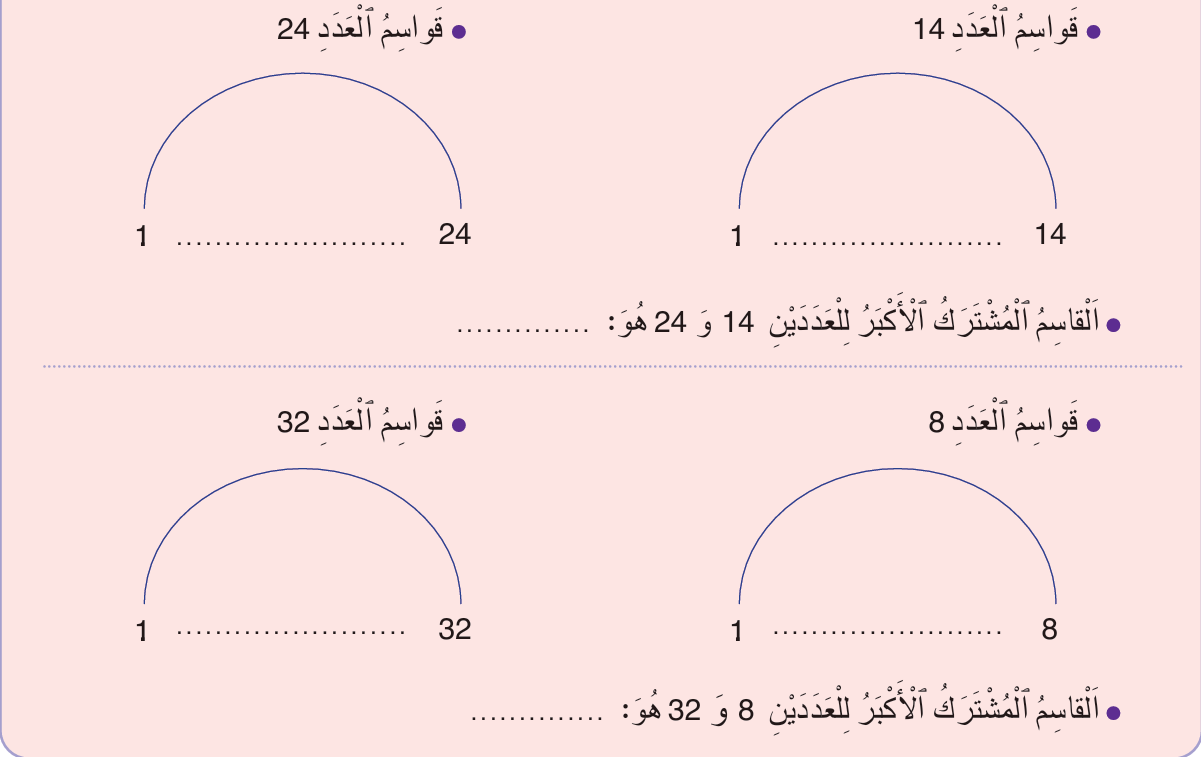 • قَواسِمُ ٱلْعَدَدِ 14
• قَواسِمُ ٱلْعَدَدِ 24
1 ........................ 14
1 ........................ 24
• اَلْقاسِمُ ٱلْمُشْتَرَكُ ٱلْأَكْبَرُ لِلْعَدَدَيْنِ 14 وَ 24 هُوَ: ..............
• قَواسِمُ ٱلْعَدَدِ 8
• قَواسِمُ ٱلْعَدَدِ 32
1 ........................ 8
1 ........................ 32
• اَلْقاسِمُ ٱلْمُشْتَرَكُ ٱلْأَكْبَرُ لِلْعَدَدَيْنِ 8 وَ 32 هُوَ: ..............